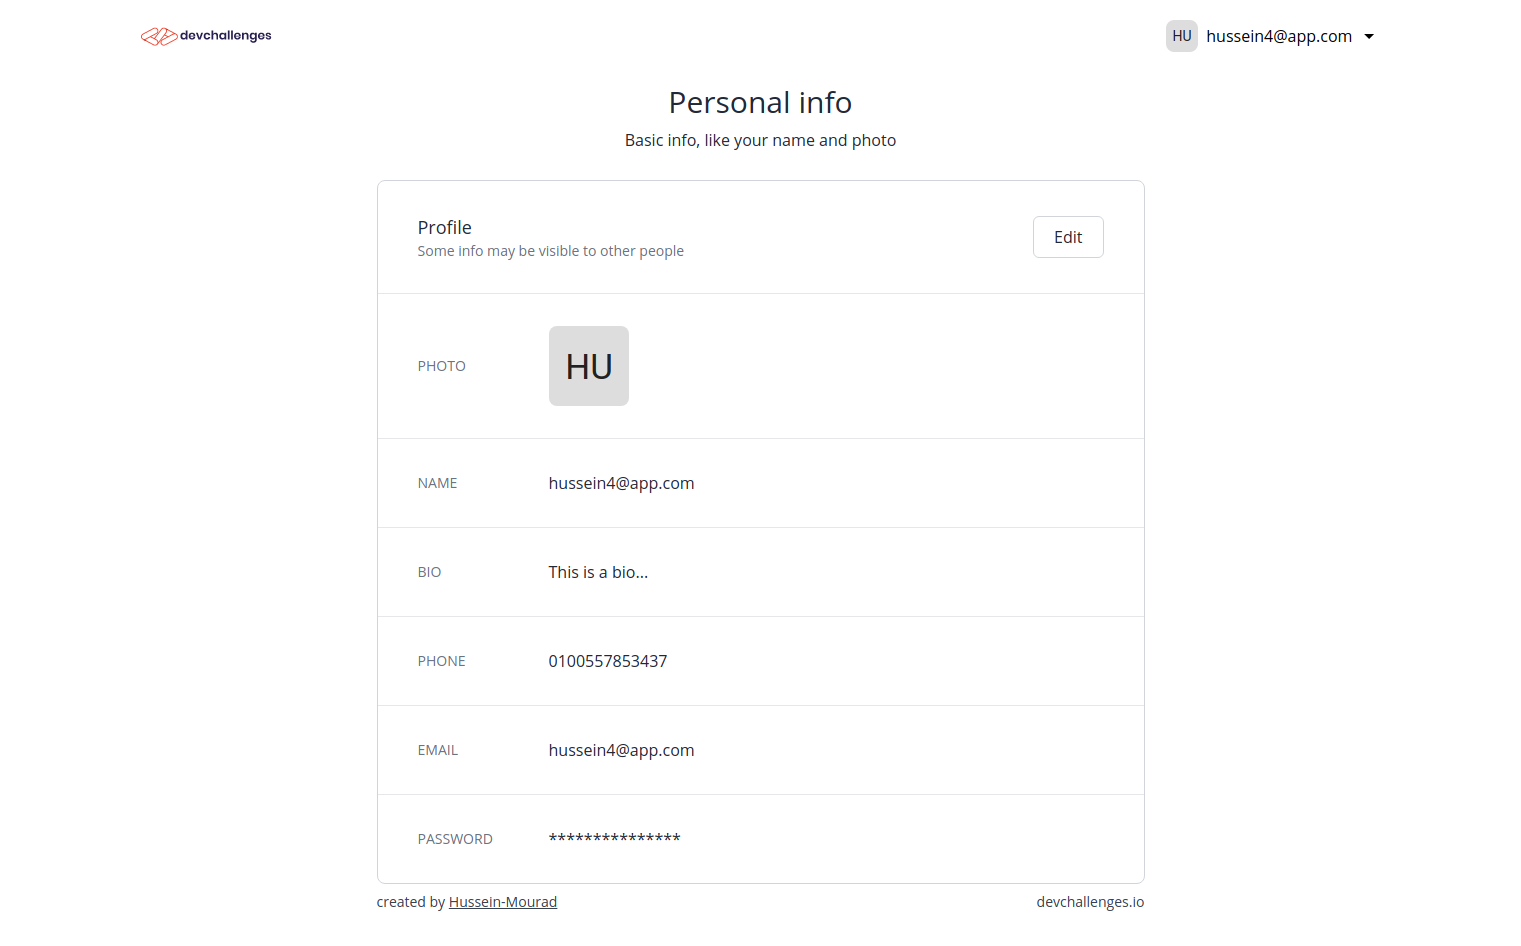 devchallenges
HU hussein4@app.com
Personal info
Basic info, like your name and photo
Profile
Some info may be visible to other people
Edit
PHOTO HU
NAME hussein4@app.com
BIO This is a bio...
PHONE 0100557853437
EMAIL hussein4@app.com
PASSWORD ***************
created by Hussein-Mourad devchallenges.io